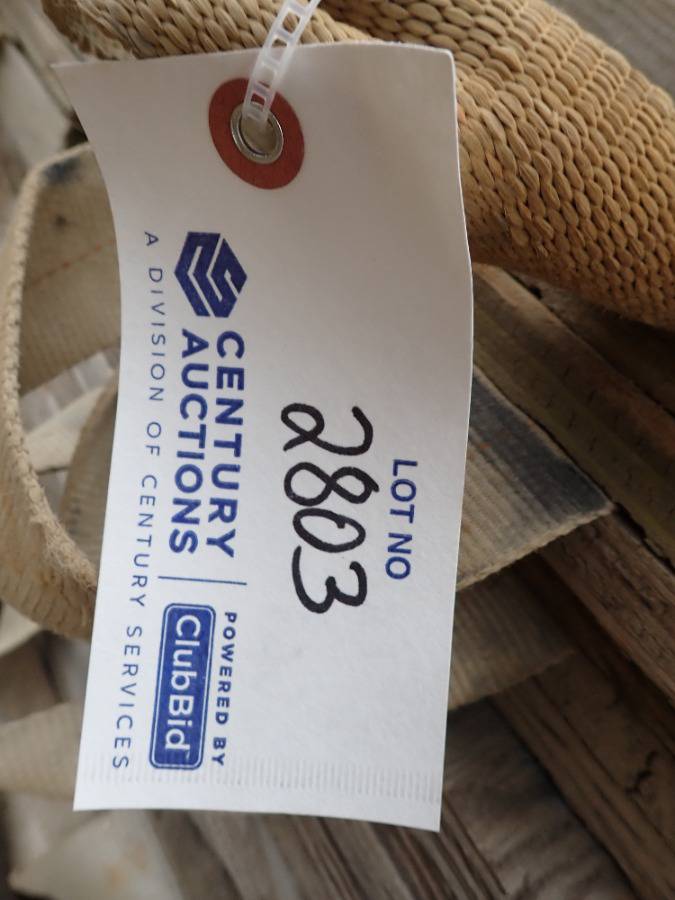 LOT NO
2803
CENTURY
AUCTIONS
A DIVISION OF CENTURY SERVICES
POWERED BY
ClubBid